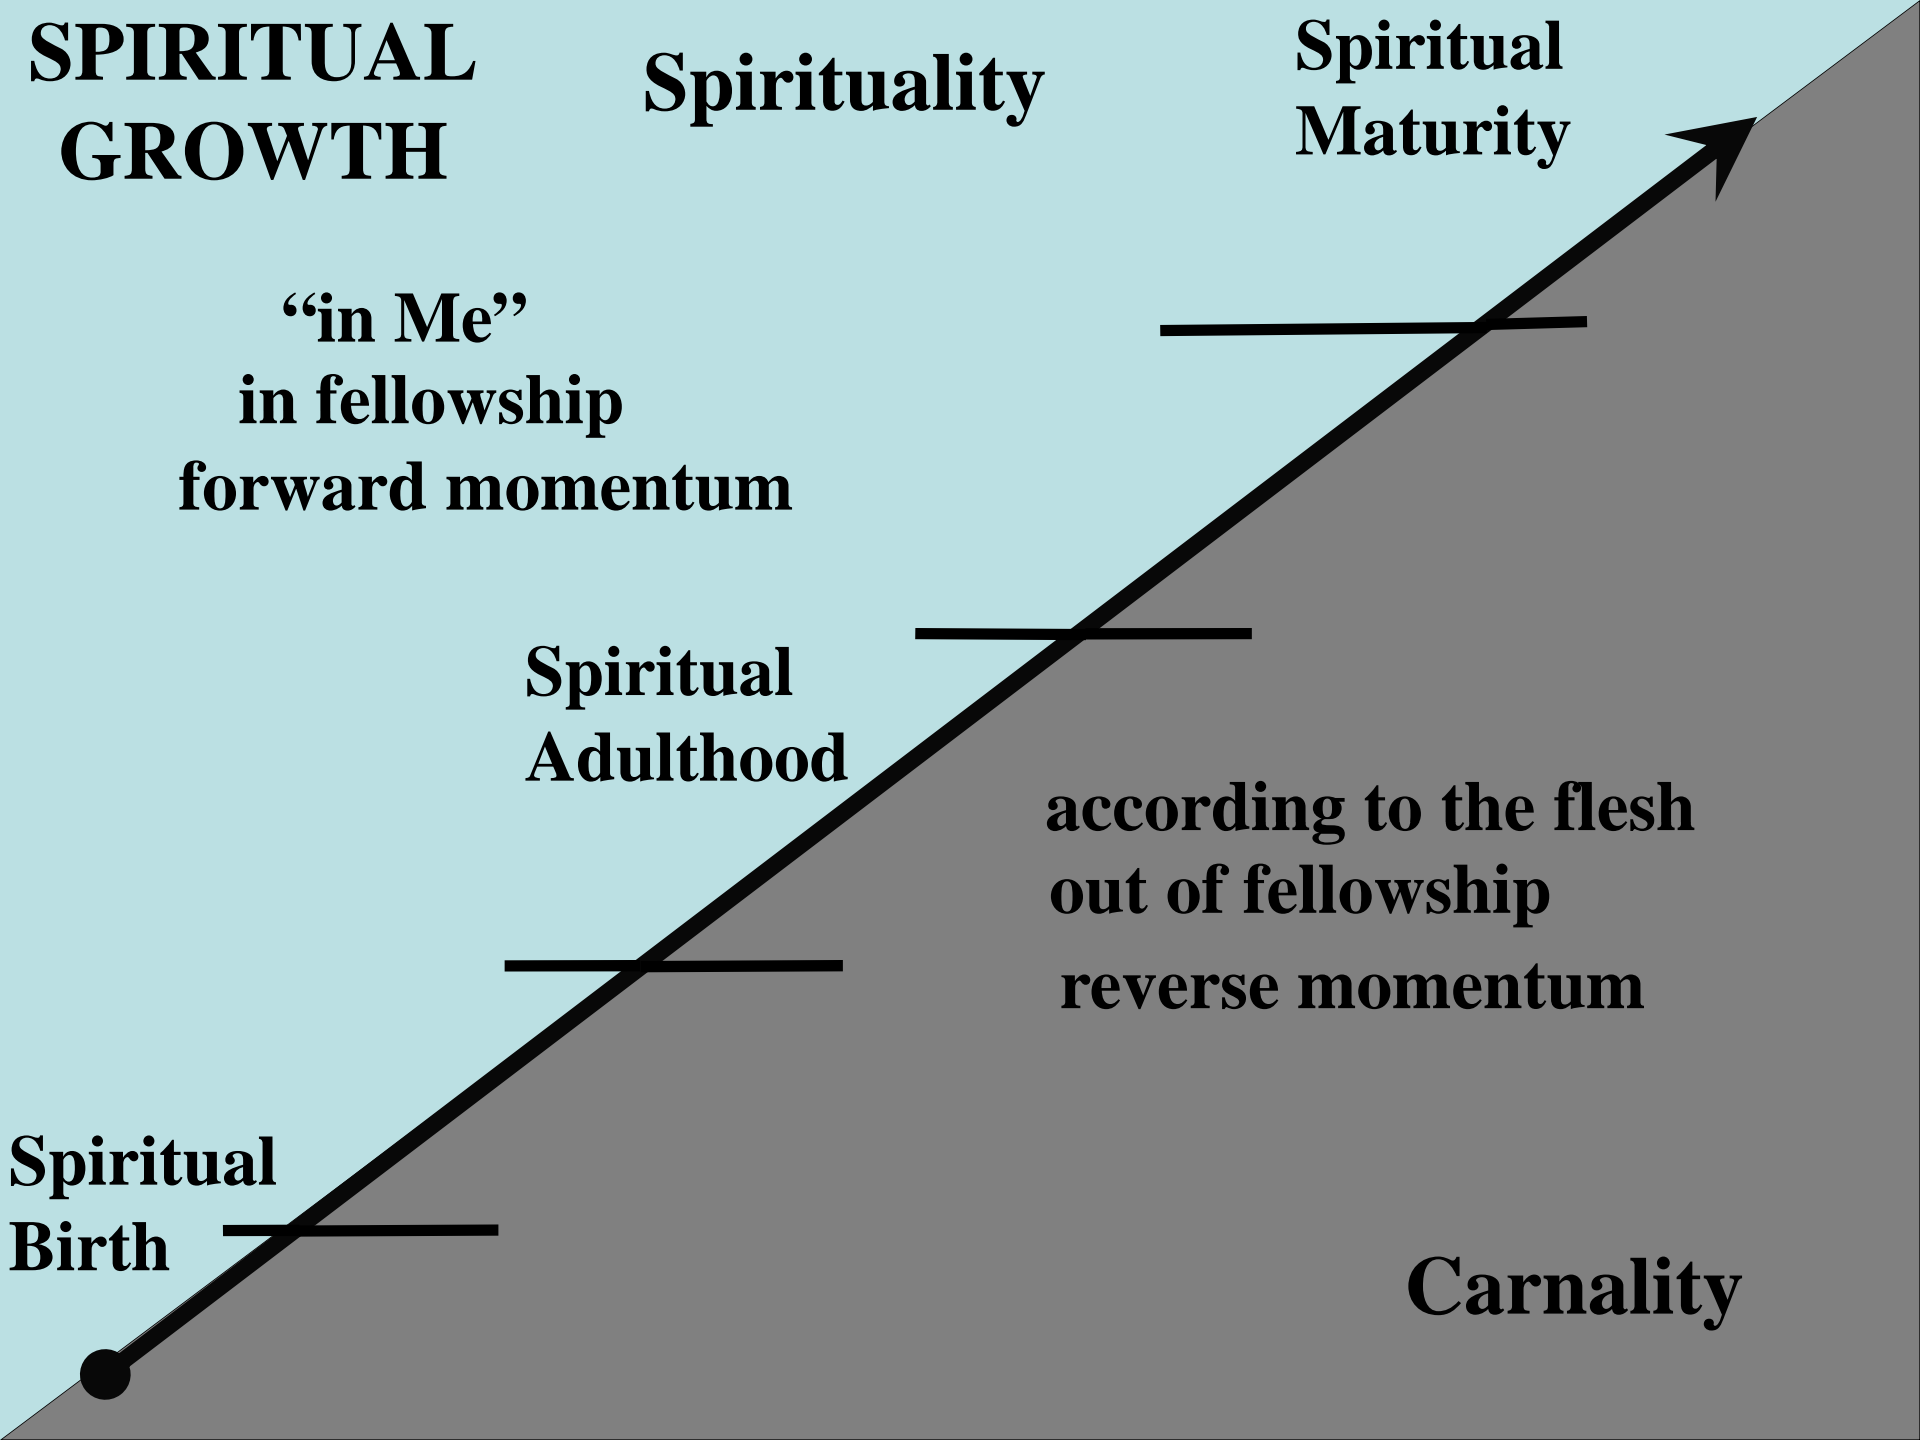 SPIRITUAL
GROWTH
Spirituality
Spiritual
Maturity
“in Me”
in fellowship
forward momentum
Spiritual
Adulthood
according to the flesh
out of fellowship
reverse momentum
Spiritual
Birth
Carnality